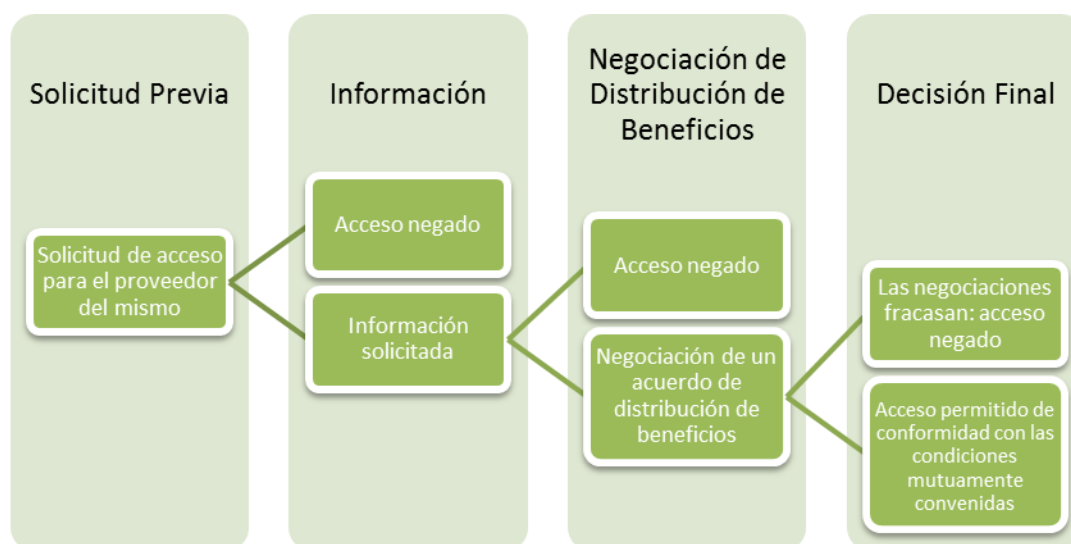 Solicitud Previa
Solicitud de acceso
para el proveedor
del mismo
Información
Acceso negado
Información
solicitada
Negociación de
Distribución de
Beneficios
Acceso negado
Negociación de un
acuerdo de
distribución de
beneficios
Decisión Final
Las negociaciones
fracasan: acceso
negado
Acceso permitido de
conformidad con las
condiciones
mutuamente
convenidas